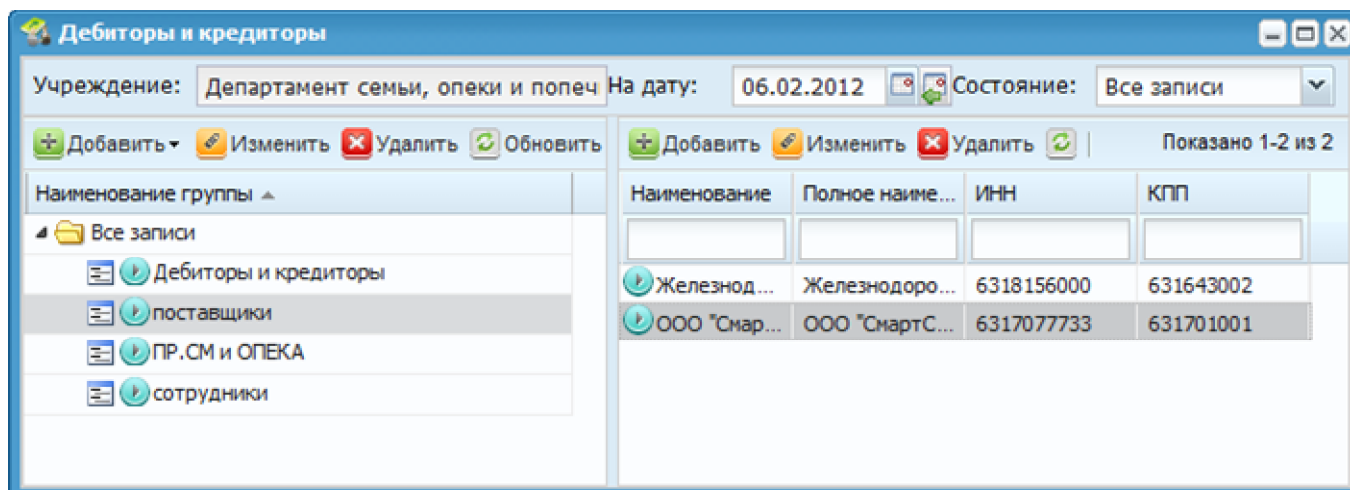 Дебиторы и кредиторы
Учреждение: Департамент семьи, опеки и попеч На дату: 06.02.2012 Состояние: Все записи
Добавить Изменить Удалить Обновить
Добавить Изменить Удалить Показано 1-2 из 2
Наименование группы
Все записи
Дебиторы и кредиторы
поставщики
ПР.СМ и ОПЕКА
сотрудники
Наименование Полное наиме... ИНН КПП
Железнод... Железнодоро... 6318156000 631643002
ООО "Смар... ООО "СмартС... 6317077733 631701001